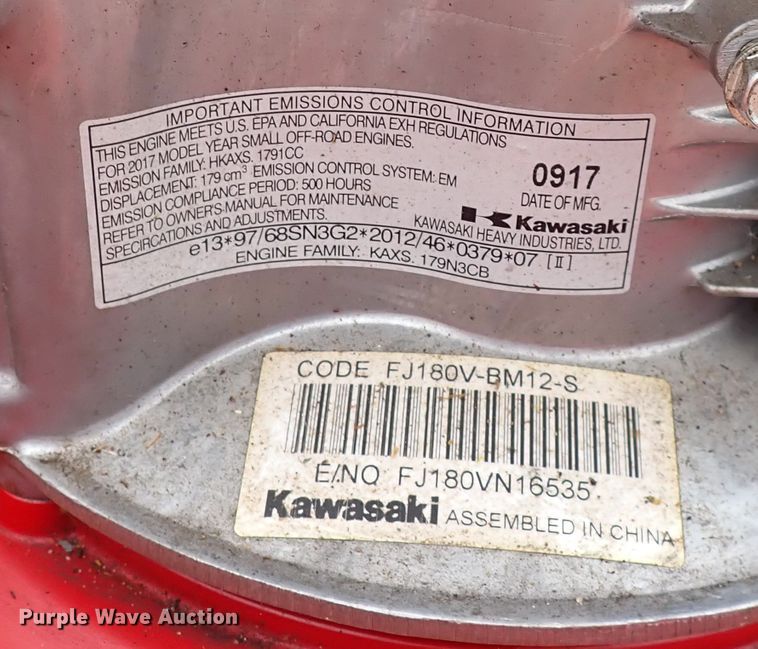 IMPORTANT EMISSIONS CONTROL INFORMATION
THIS ENGINE MEETS U.S. EPA AND CALIFORNIA EXH REGULATIONS
FOR 2017 MODEL YEAR SMALL OFF-ROAD ENGINES.
EMISSION FAMILY: HKAXS. 1791CC
DISPLACEMENT: 179 cm³ EMISSION CONTROL SYSTEM: EM
EMISSION COMPLIANCE PERIOD: 500 HOURS
REFER TO OWNER'S MANUAL FOR MAINTENANCE
SPECIFICATIONS AND ADJUSTMENTS.
0917
DATE OF MFG.
Kawasaki
KAWASAKI HEAVY INDUSTRIES, LTD.
e13*97/68SN3G2*2012/46*0379*07 [II]
ENGINE FAMILY: KAXS. 179N3CB
CODE FJ180V-BM12-S
E/NO FJ180VN16535
Kawasaki ASSEMBLED IN CHINA
Purple Wave Auction